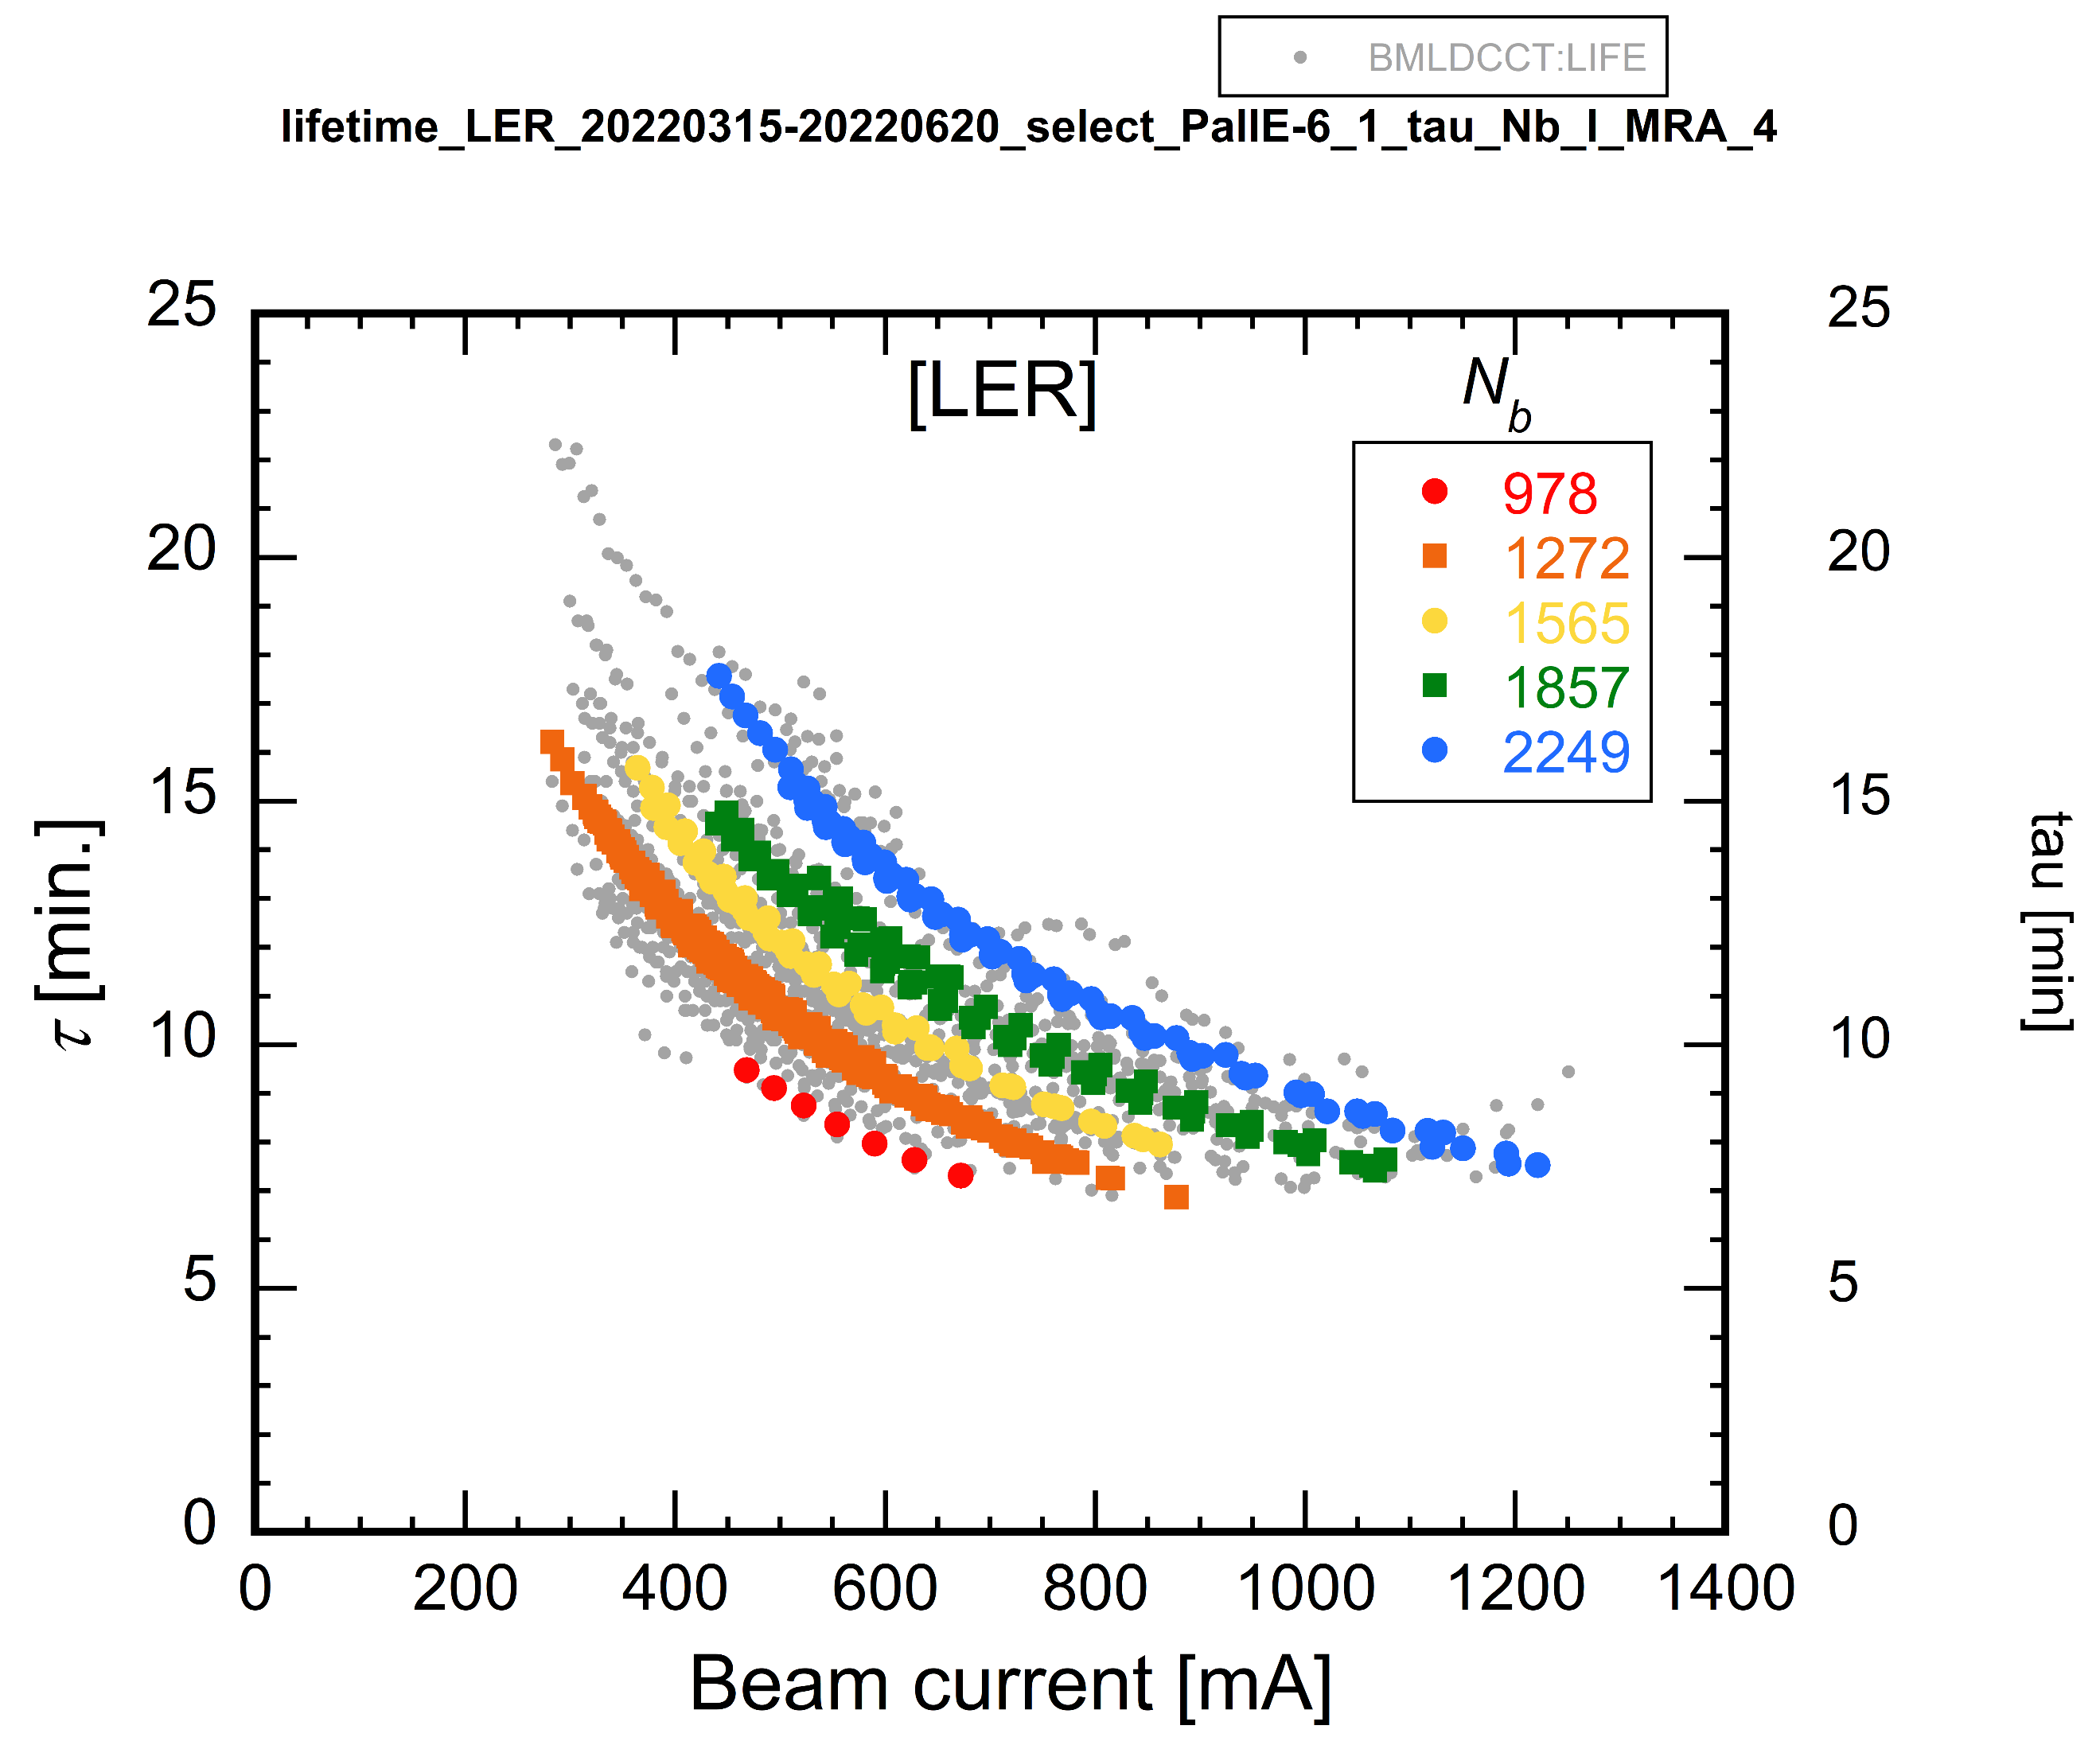 BMLDCCT:LIFE
lifetime_LER_20220315-20220620_select_PallE-6_1_tau_Nb_I_MRA_4
[LER]
Nb
978
1272
1565
1857
2249
25
20
15
10
5
0
τ [min.]
25
20
15
10
5
0
tau [min]
0 200 400 600 800 1000 1200 1400
Beam current [mA]